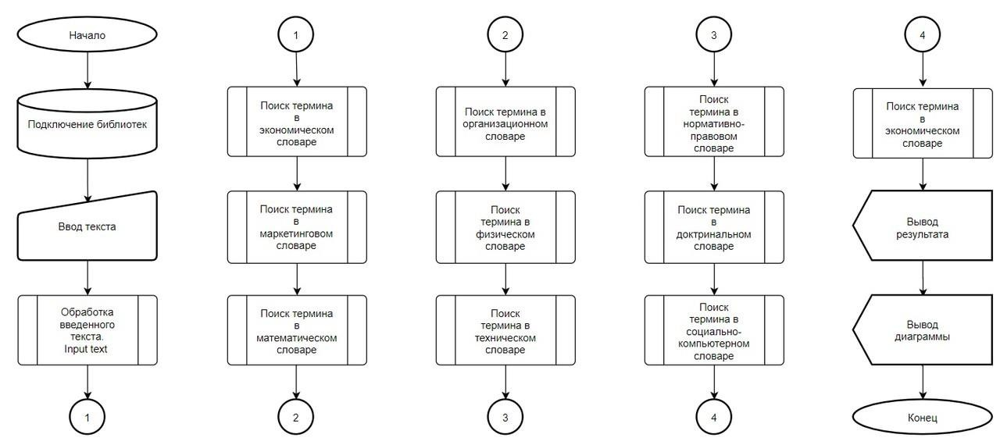 Начало
Подключение библиотек
Ввод текста
Обработка
введенного
текста.
Input text
1
1
Поиск термина
в
экономическом
словаре
Поиск термина
в
маркетинговом
словаре
Поиск термина
в
математическом
словаре
2
2
Поиск термина в
организационном
словаре
Поиск
термина в
физическом
словаре
Поиск
термина в
техническом
словаре
3
3
Поиск
термина в
нормативно-
правовом
словаре
Поиск термина
в
доктринальном
словаре
Поиск
термина в
социально-
компьютерном
словаре
4
4
Поиск термина
в
экономическом
словаре
Вывод
результата
Вывод
диаграммы
Конец